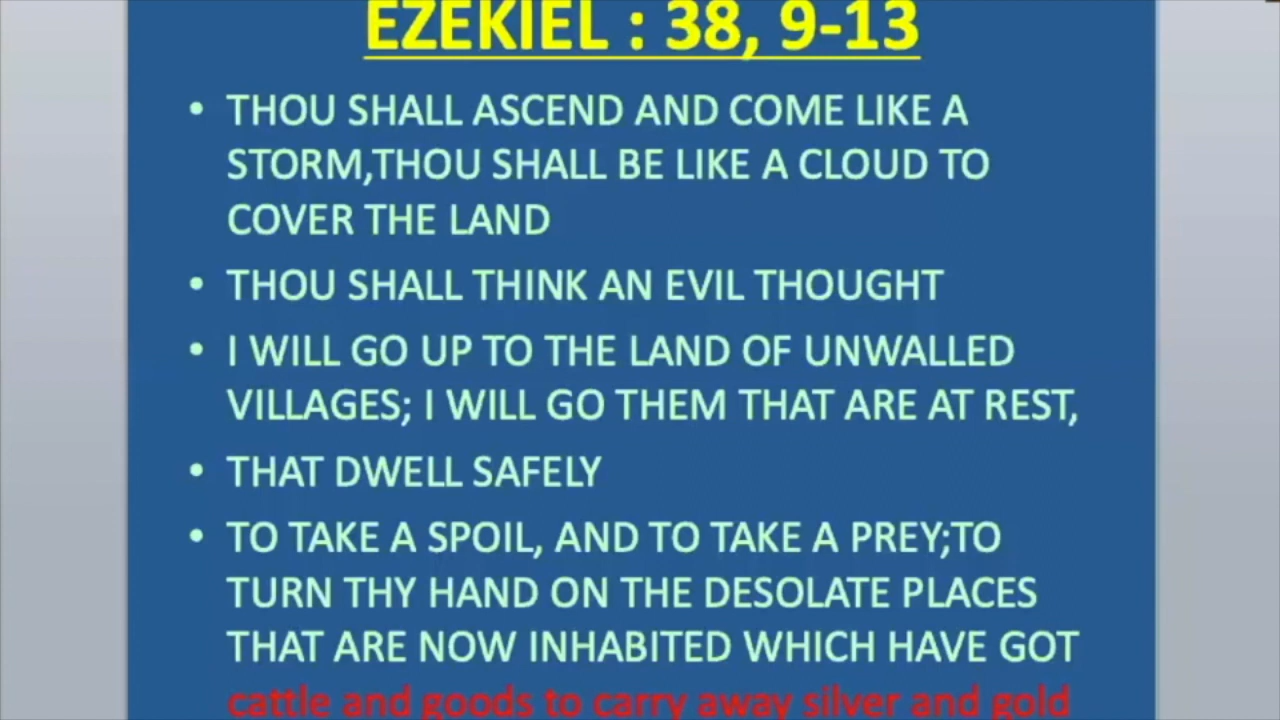 EZEKIEL : 38, 9-13
• THOU SHALL ASCEND AND COME LIKE A
STORM,THOU SHALL BE LIKE A CLOUD TO
COVER THE LAND
• THOU SHALL THINK AN EVIL THOUGHT
• I WILL GO UP TO THE LAND OF UNWALLED
VILLAGES; I WILL GO THEM THAT ARE AT REST,
• THAT DWELL SAFELY
• TO TAKE A SPOIL, AND TO TAKE A PREY;TO
TURN THY HAND ON THE DESOLATE PLACES
THAT ARE NOW INHABITED WHICH HAVE GOT
cattle and goods to carry away silver and gold